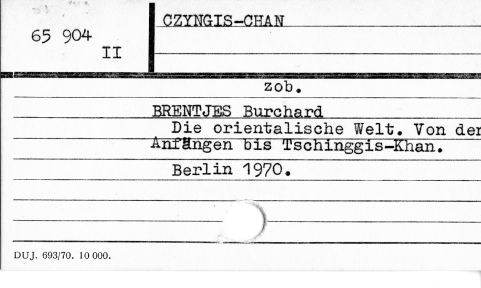 65 904
II
CZYNGIS-CHAN
zob.
BRENTJES Burchard
Die orientalische Welt. Von den
Anfängen bis Tschinggis-Khan.
Berlin 1970.
DUJ. 693/70. 10 000.